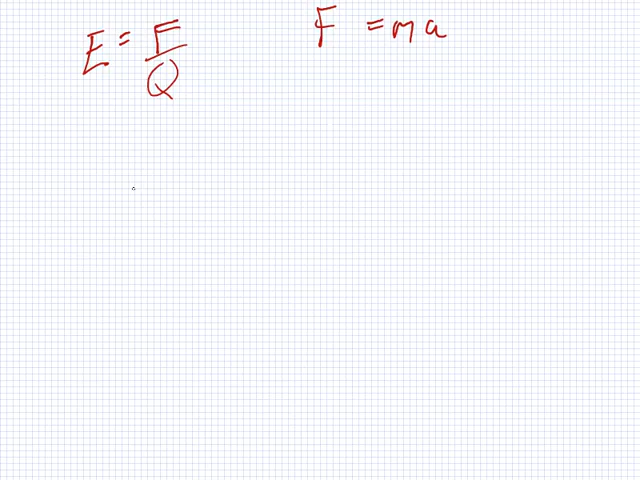 E = F/Q
F = ma